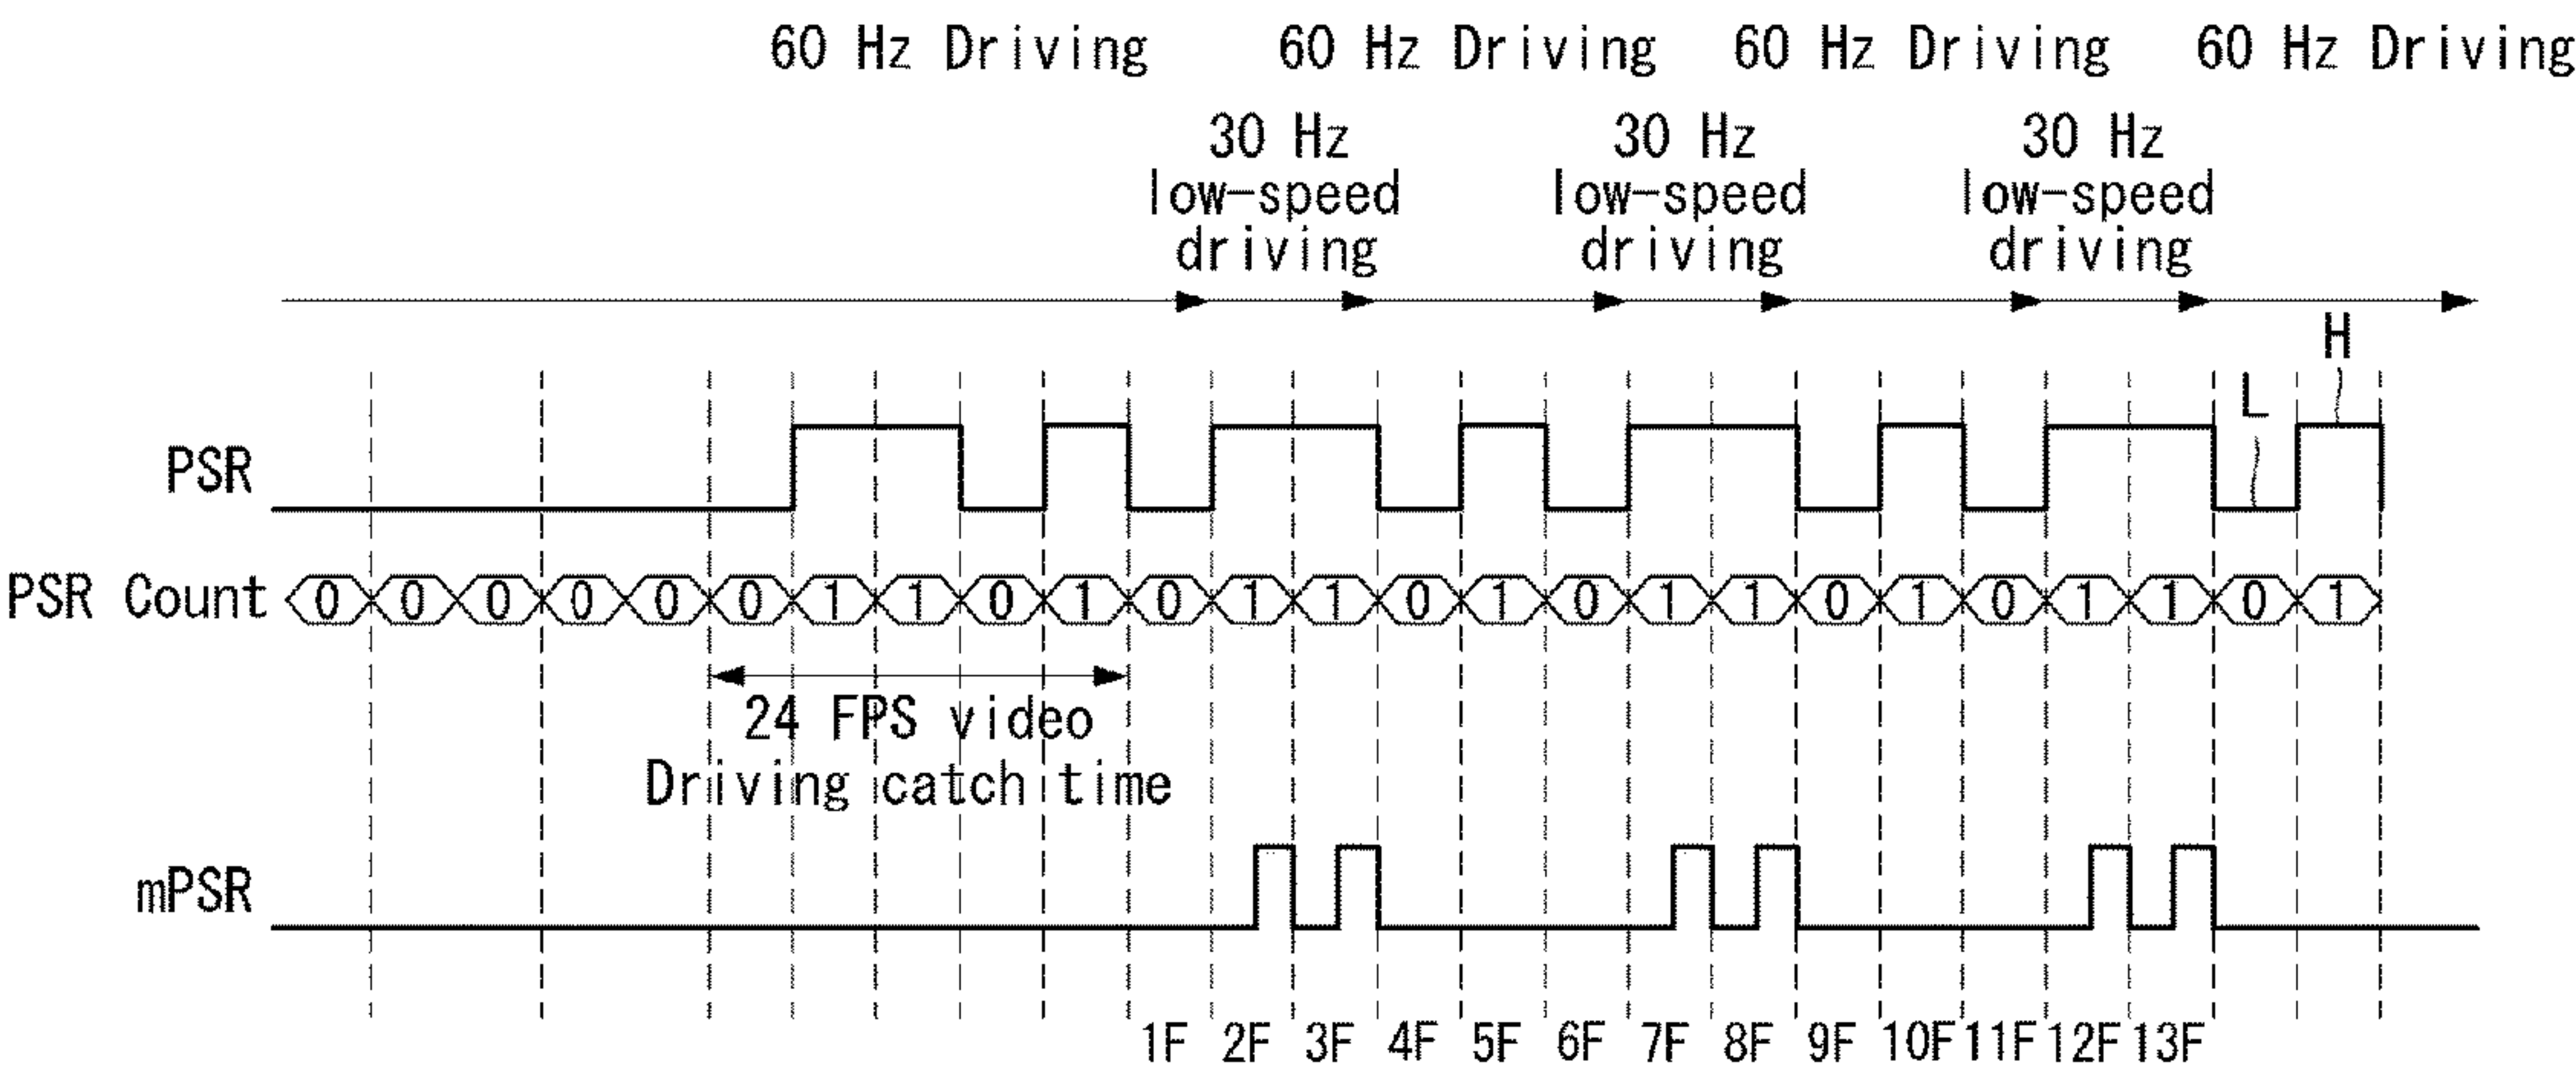 60 Hz Driving 60 Hz Driving 60 Hz Driving 60 Hz Driving
30 Hz low-speed driving
30 Hz low-speed driving
30 Hz low-speed driving
H
L
PSR
PSR Count 0 0 0 0 0 0 1 1 0 1 0 1 1 0 1 0 1 1 0 1 0 1 1 0 1
24 FPS video
Driving catch time
mPSR
1F 2F 3F 4F 5F 6F 7F 8F 9F 10F 11F 12F 13F